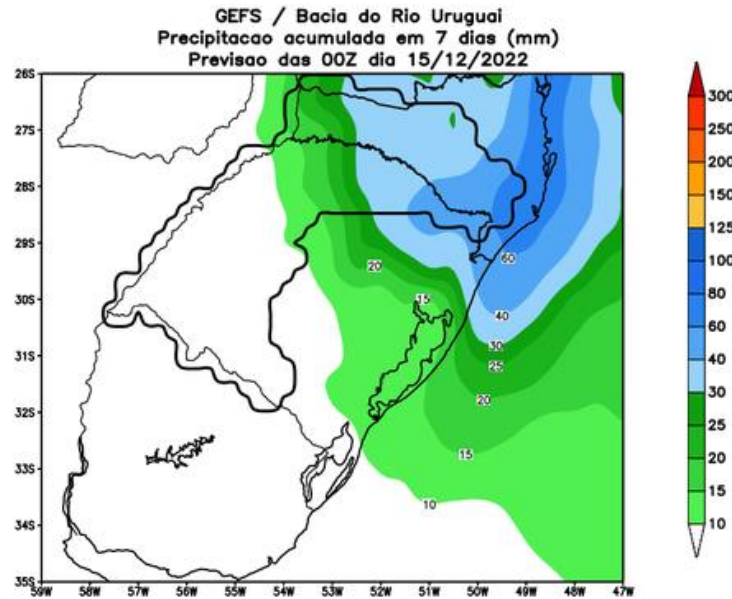 GEFS / Bacia do Rio Uruguai
Precipitacao acumulada em 7 dias (mm)
Previsao das 00Z dia 15/12/2022
26S
27S
28S
29S
30S
31S
32S
33S
34S
35S
59W 58W 57W 56W 55W 54W 53W 52W 51W 50W 49W 48W 47W
20
15
60
40
30
25
20
15
10
300
200
150
125
100
80
60
40
30
25
20
15
10